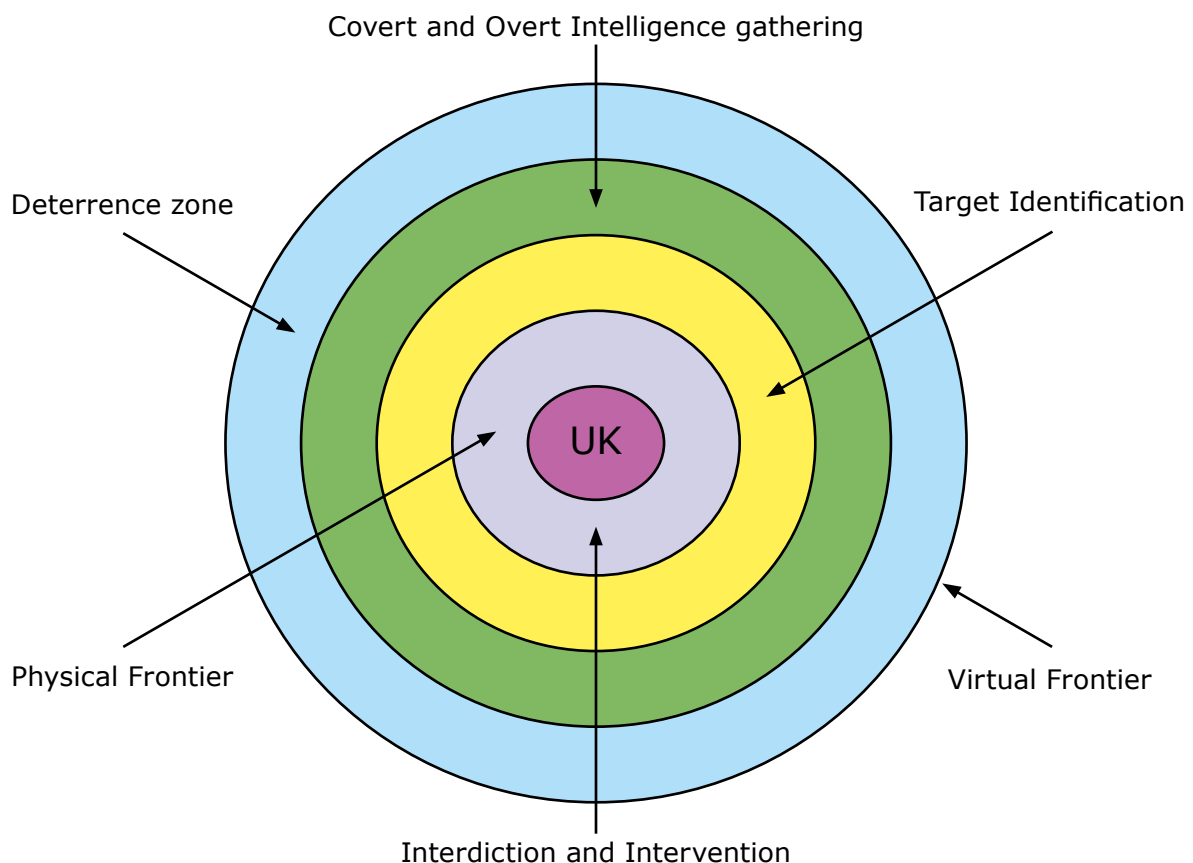 Covert and Overt Intelligence gathering
Deterrence zone
Target Identification
UK
Physical Frontier
Virtual Frontier
Interdiction and Intervention